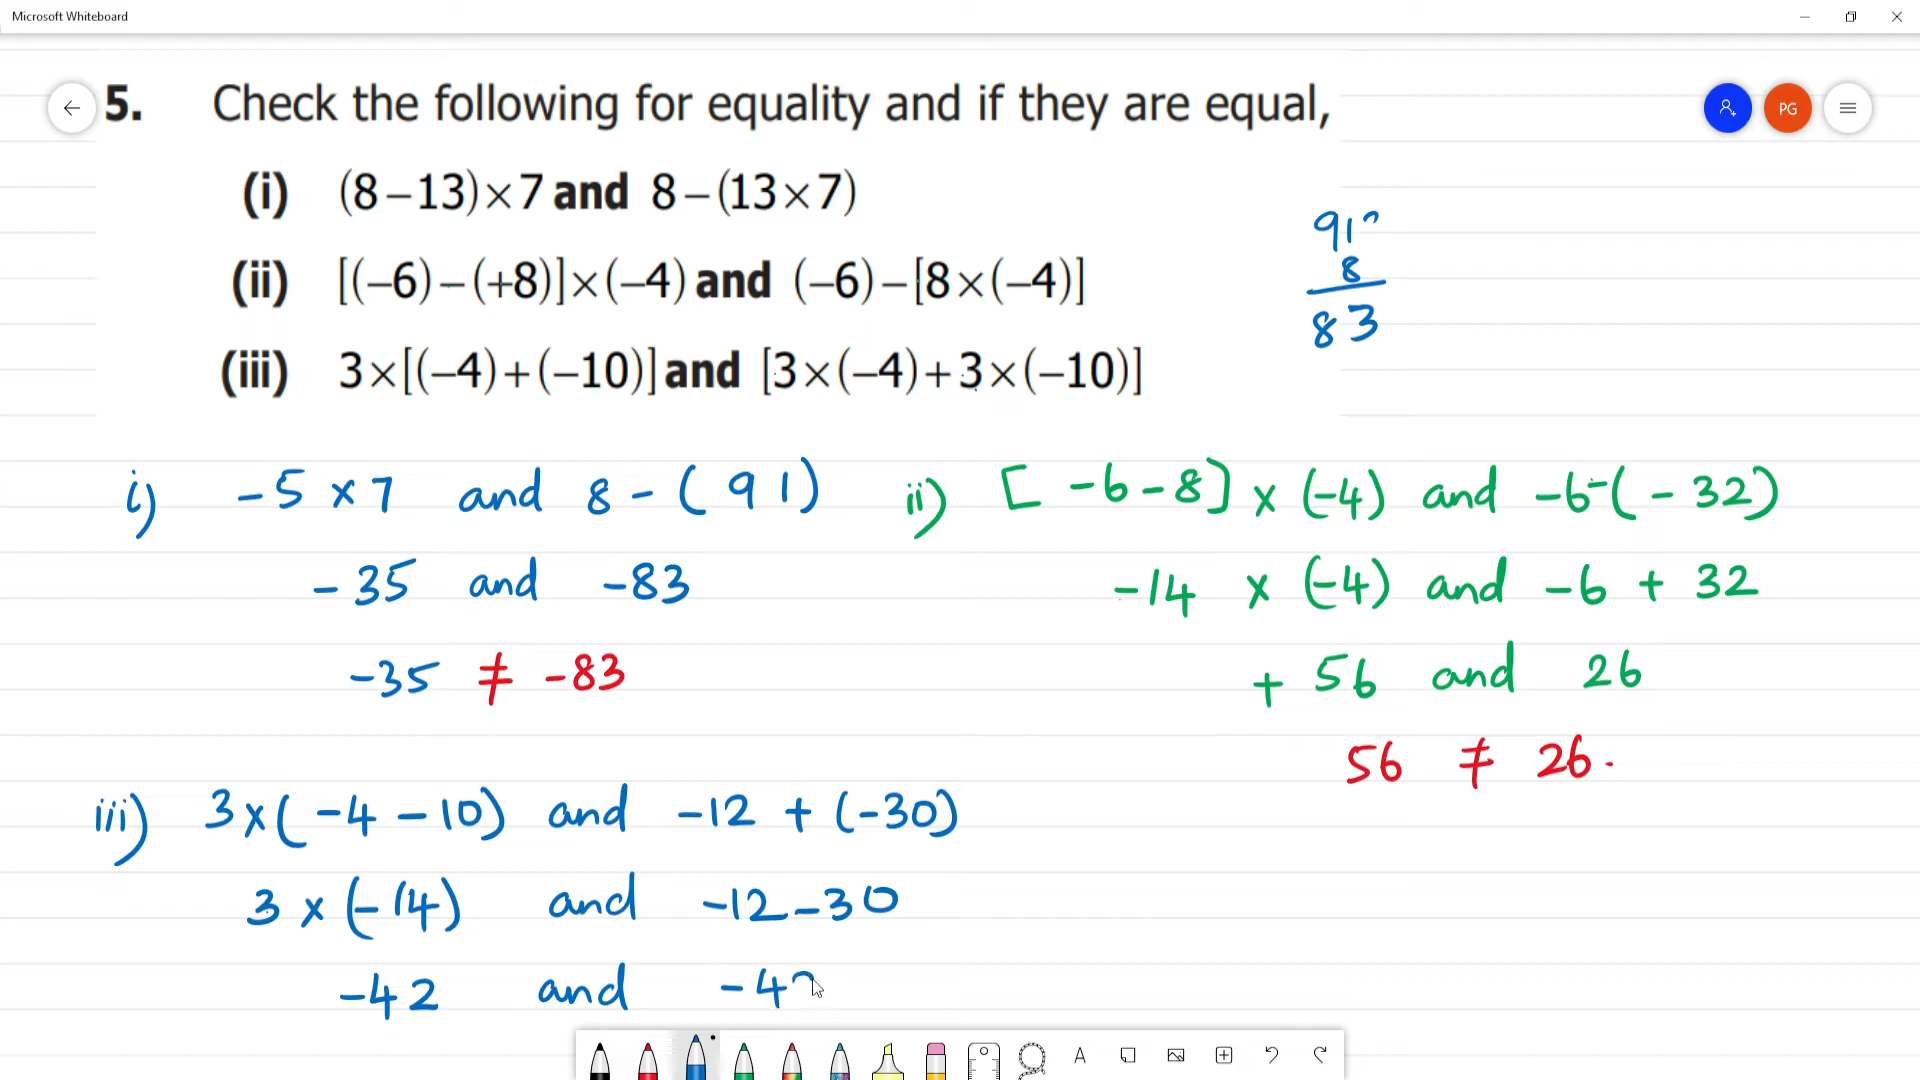 Microsoft Whiteboard
5. Check the following for equality and if they are equal,
PG
(i) (8−13)×7 and 8−(13×7)
(ii) [(−6)−(+8)]×(−4) and (−6)−[8×(−4)]
(iii) 3×[(−4)+(−10)] and [3×(−4)+3×(−10)]
91
8
83
i) -5 × 7 and 8 - (91)
-35 and -83
-35 ≠ -83
ii) [-6-8] × (-4) and -6-(-32)
-14 × (-4) and -6 + 32
+56 and 26
56 ≠ 26.
iii) 3×(-4-10) and -12 + (-30)
3 × (-14) and -12-30
-42 and -4
A